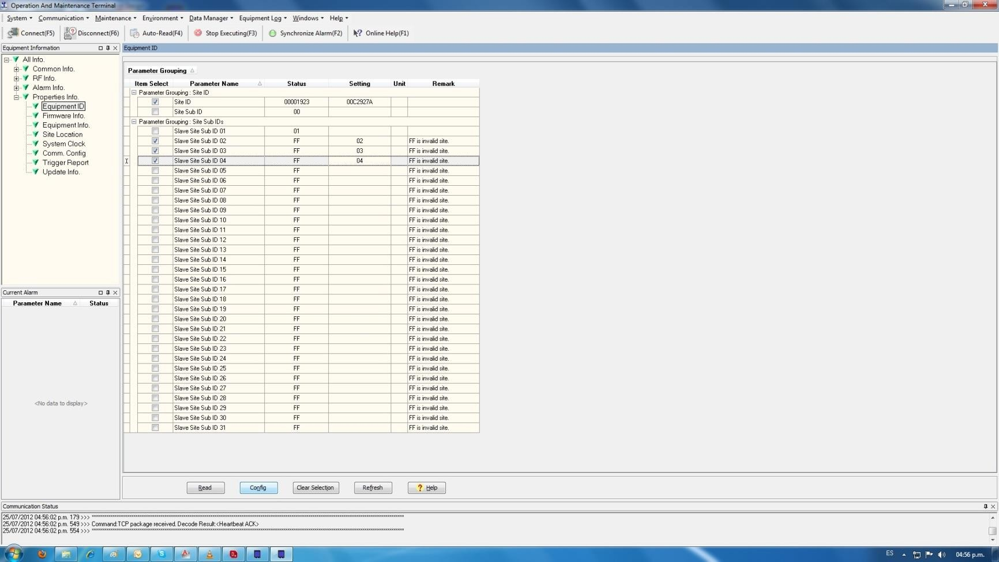 Operation And Maintenance Terminal
System Communication Maintenance Environment Data Manager Equipment Log Windows Help
Connect(F5) Disconnect(F6) Auto-Read(F4) Stop Executing(F3) Synchronize Alarm(F2) Online Help(F1)
Equipment Information
All Info.
Common Info.
RF Info.
Alarm Info.
Properties Info.
Equipment ID
Firmware Info.
Equipment Info.
Site Location
System Clock
Comm. Config
Trigger Report
Update Info.
Current Alarm
Parameter Name Status
<No data to display>
Equipment ID
Parameter Grouping
Item Select Parameter Name Status Setting Unit Remark
Parameter Grouping : Site ID
Site ID 00001923 00C2927A
Site Sub ID 00
Parameter Grouping : Site Sub IDs
Slave Site Sub ID 01 01
Slave Site Sub ID 02 FF 02 FF is invalid site.
Slave Site Sub ID 03 FF 03 FF is invalid site.
Slave Site Sub ID 04 FF 04 FF is invalid site.
Slave Site Sub ID 05 FF FF is invalid site.
Slave Site Sub ID 06 FF FF is invalid site.
Slave Site Sub ID 07 FF FF is invalid site.
Slave Site Sub ID 08 FF FF is invalid site.
Slave Site Sub ID 09 FF FF is invalid site.
Slave Site Sub ID 10 FF FF is invalid site.
Slave Site Sub ID 11 FF FF is invalid site.
Slave Site Sub ID 12 FF FF is invalid site.
Slave Site Sub ID 13 FF FF is invalid site.
Slave Site Sub ID 14 FF FF is invalid site.
Slave Site Sub ID 15 FF FF is invalid site.
Slave Site Sub ID 16 FF FF is invalid site.
Slave Site Sub ID 17 FF FF is invalid site.
Slave Site Sub ID 18 FF FF is invalid site.
Slave Site Sub ID 19 FF FF is invalid site.
Slave Site Sub ID 20 FF FF is invalid site.
Slave Site Sub ID 21 FF FF is invalid site.
Slave Site Sub ID 22 FF FF is invalid site.
Slave Site Sub ID 23 FF FF is invalid site.
Slave Site Sub ID 24 FF FF is invalid site.
Slave Site Sub ID 25 FF FF is invalid site.
Slave Site Sub ID 26 FF FF is invalid site.
Slave Site Sub ID 27 FF FF is invalid site.
Slave Site Sub ID 28 FF FF is invalid site.
Slave Site Sub ID 29 FF FF is invalid site.
Slave Site Sub ID 30 FF FF is invalid site.
Slave Site Sub ID 31 FF FF is invalid site.
Read Config Clear Selection Refresh ? Help
Communication Status
25/07/2012 04:56:02 p.m. 179 >>>
25/07/2012 04:56:02 p.m. 549 >>> Command:TCP package received. Decode Result:<Heartbeat ACK>
25/07/2012 04:56:02 p.m. 554 >>>
ES 04:56 p.m.